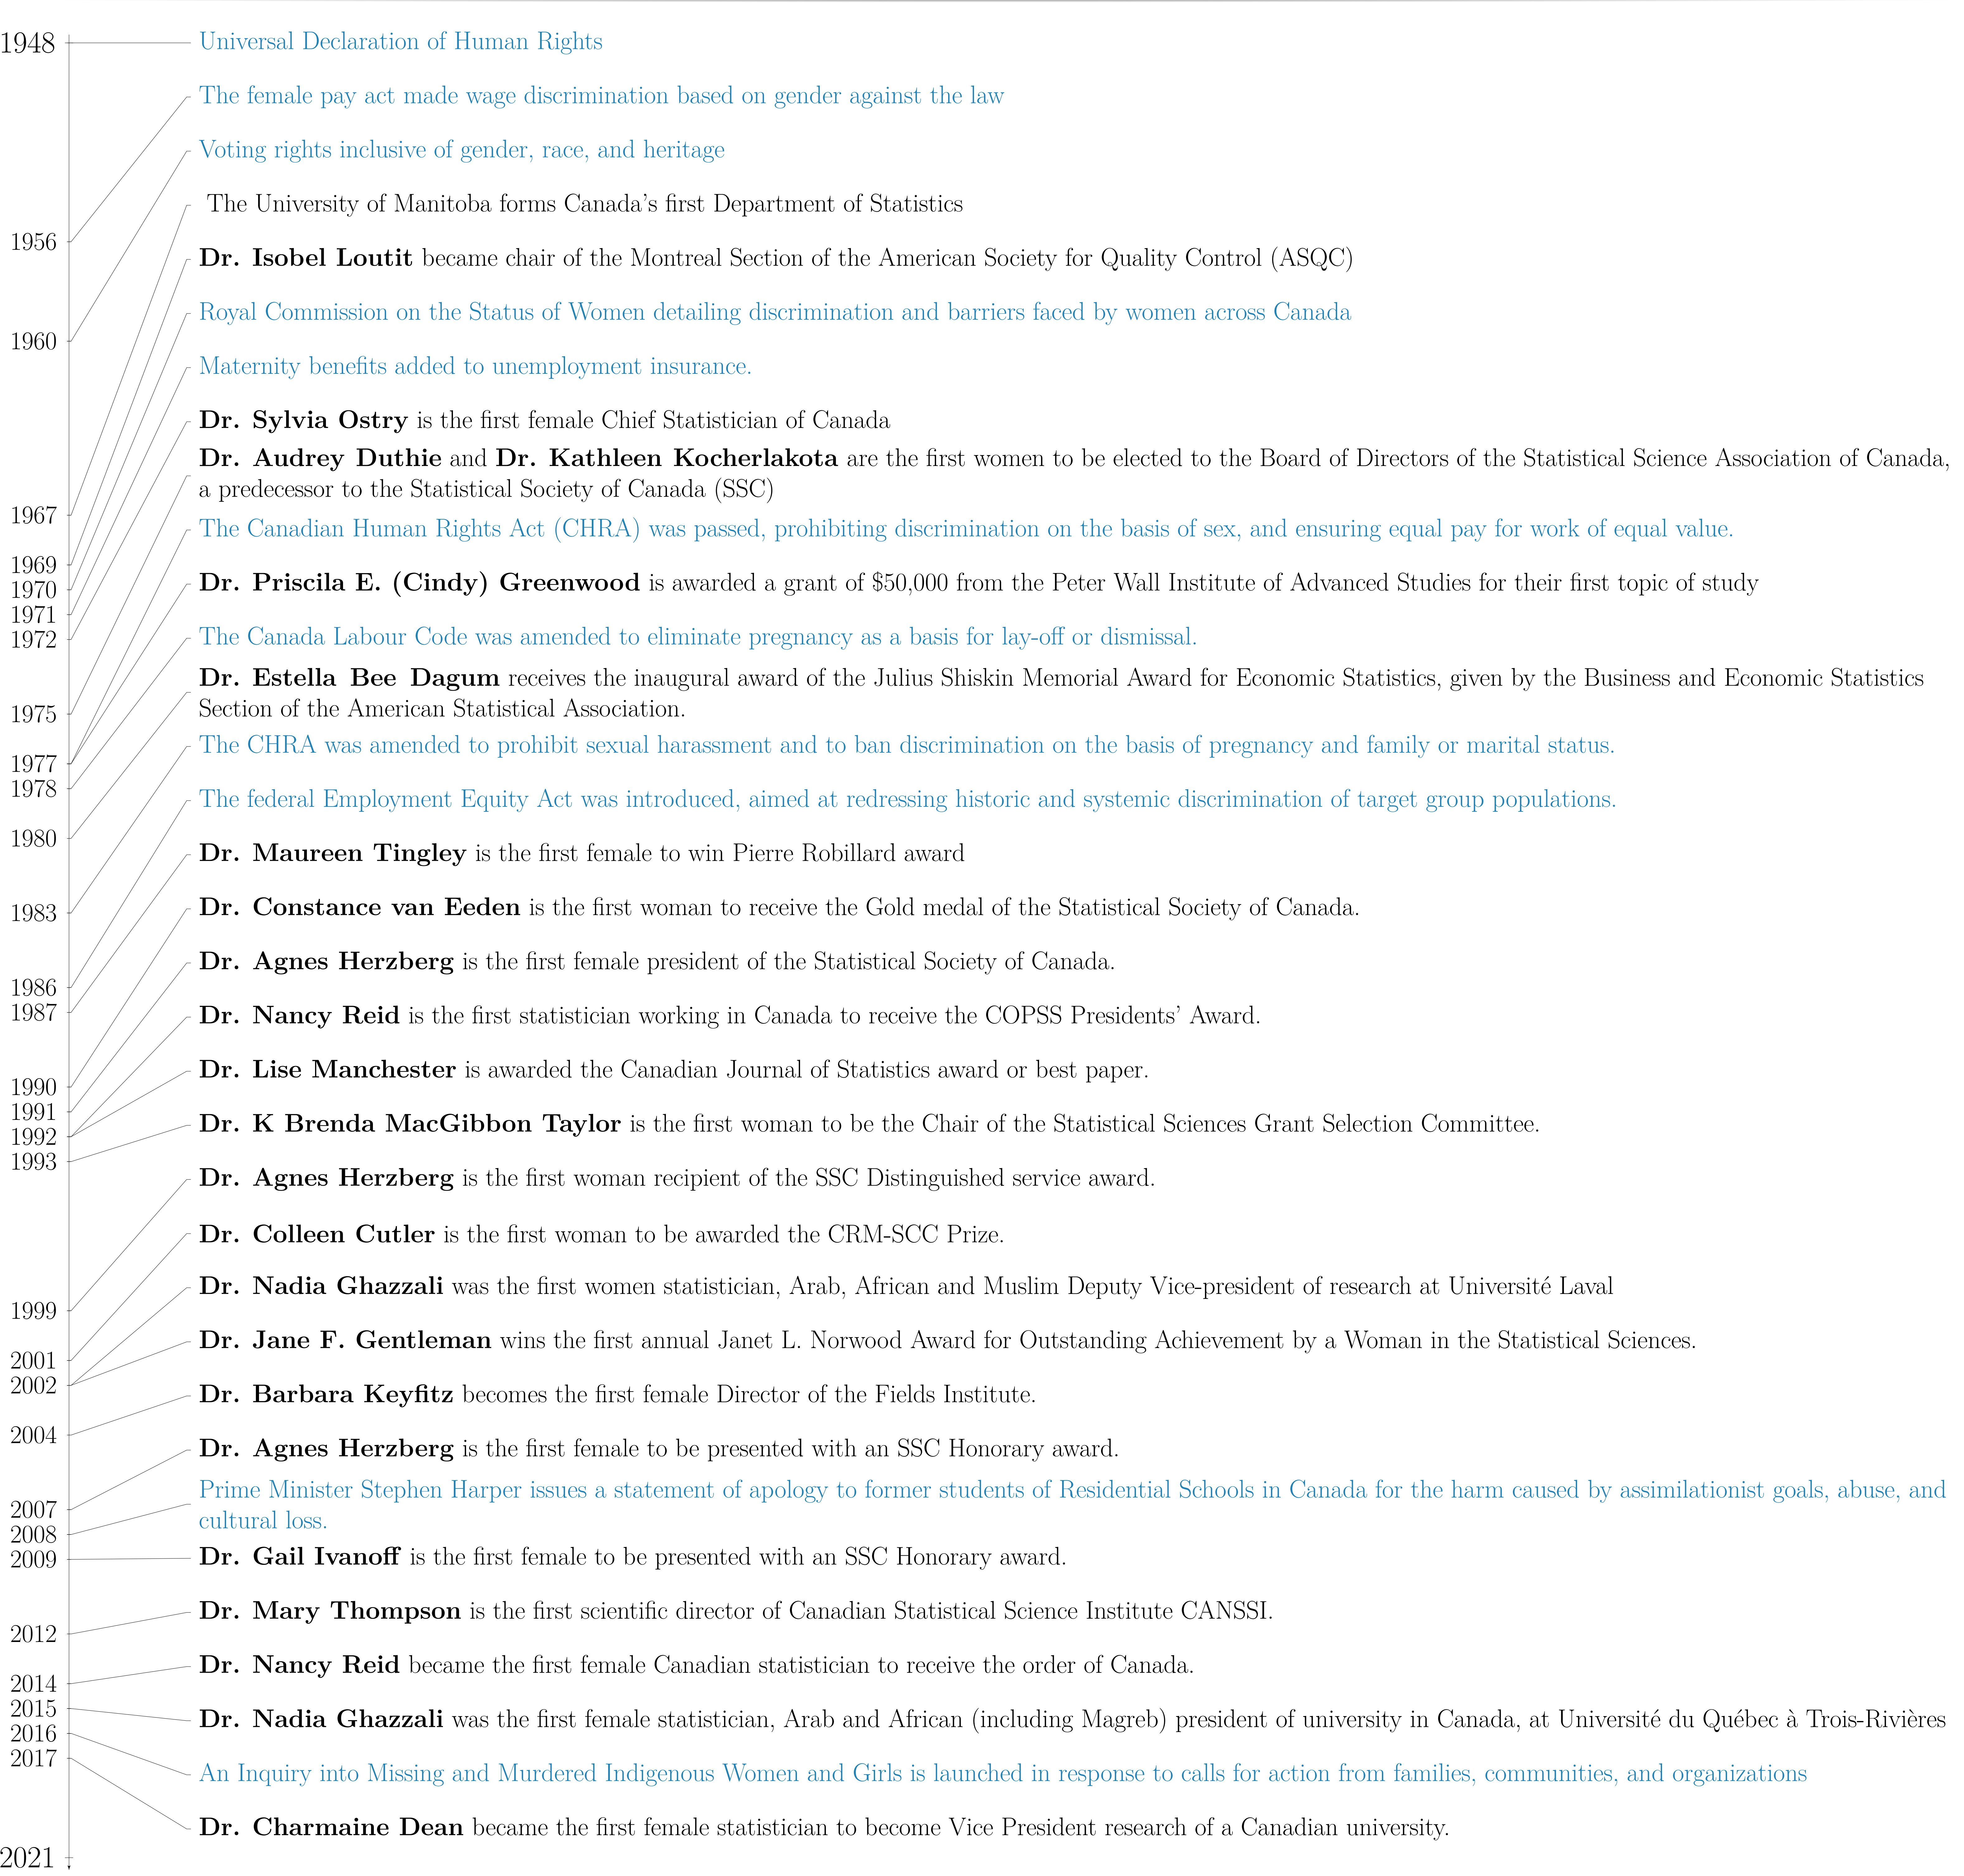 1948
Universal Declaration of Human Rights
The female pay act made wage discrimination based on gender against the law
Voting rights inclusive of gender, race, and heritage
The University of Manitoba forms Canada's first Department of Statistics
1956
Dr. Isobel Loutit became chair of the Montreal Section of the American Society for Quality Control (ASQC)
Royal Commission on the Status of Women detailing discrimination and barriers faced by women across Canada
1960
Maternity benefits added to unemployment insurance.
Dr. Sylvia Ostry is the first female Chief Statistician of Canada
Dr. Audrey Duthie and Dr. Kathleen Kocherlakota are the first women to be elected to the Board of Directors of the Statistical Science Association of Canada,
a predecessor to the Statistical Society of Canada (SSC)
1967
The Canadian Human Rights Act (CHRA) was passed, prohibiting discrimination on the basis of sex, and ensuring equal pay for work of equal value.
1969
Dr. Priscila E. (Cindy) Greenwood is awarded a grant of $50,000 from the Peter Wall Institute of Advanced Studies for their first topic of study
1970
1971
The Canada Labour Code was amended to eliminate pregnancy as a basis for lay-off or dismissal.
1972
Dr. Estella Bee Dagum receives the inaugural award of the Julius Shiskin Memorial Award for Economic Statistics, given by the Business and Economic Statistics
Section of the American Statistical Association.
1975
The CHRA was amended to prohibit sexual harassment and to ban discrimination on the basis of pregnancy and family or marital status.
1977
1978
The federal Employment Equity Act was introduced, aimed at redressing historic and systemic discrimination of target group populations.
1980
Dr. Maureen Tingley is the first female to win Pierre Robillard award
Dr. Constance van Eeden is the first woman to receive the Gold medal of the Statistical Society of Canada.
1983
Dr. Agnes Herzberg is the first female president of the Statistical Society of Canada.
1986
1987
Dr. Nancy Reid is the first statistician working in Canada to receive the COPSS Presidents' Award.
Dr. Lise Manchester is awarded the Canadian Journal of Statistics award or best paper.
1990
1991
Dr. K Brenda MacGibbon Taylor is the first woman to be the Chair of the Statistical Sciences Grant Selection Committee.
1992
1993
Dr. Agnes Herzberg is the first woman recipient of the SSC Distinguished service award.
Dr. Colleen Cutler is the first woman to be awarded the CRM-SCC Prize.
Dr. Nadia Ghazzali was the first women statistician, Arab, African and Muslim Deputy Vice-president of research at Université Laval
1999
Dr. Jane F. Gentleman wins the first annual Janet L. Norwood Award for Outstanding Achievement by a Woman in the Statistical Sciences.
2001
2002
Dr. Barbara Keyfitz becomes the first female Director of the Fields Institute.
2004
Dr. Agnes Herzberg is the first female to be presented with an SSC Honorary award.
Prime Minister Stephen Harper issues a statement of apology to former students of Residential Schools in Canada for the harm caused by assimilationist goals, abuse, and
2007
cultural loss.
2008
2009
Dr. Gail Ivanoff is the first female to be presented with an SSC Honorary award.
Dr. Mary Thompson is the first scientific director of Canadian Statistical Science Institute CANSSI.
2012
Dr. Nancy Reid became the first female Canadian statistician to receive the order of Canada.
2014
2015
Dr. Nadia Ghazzali was the first female statistician, Arab and African (including Magreb) president of university in Canada, at Université du Québec à Trois-Rivières
2016
2017
An Inquiry into Missing and Murdered Indigenous Women and Girls is launched in response to calls for action from families, communities, and organizations
Dr. Charmaine Dean became the first female statistician to become Vice President research of a Canadian university.
2021